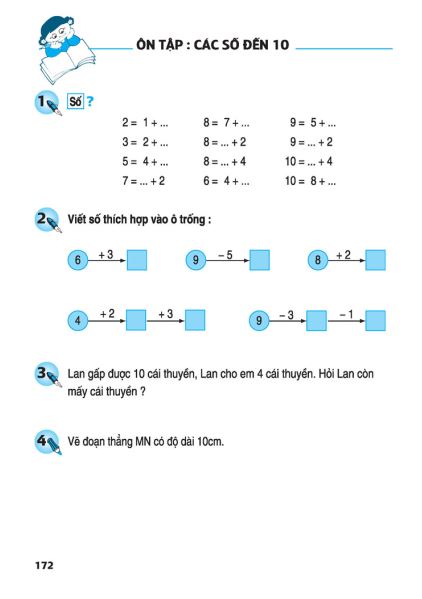 ÔN TẬP : CÁC SỐ ĐẾN 10
1 Số ?
2 = 1 + ... 8 = 7 + ... 9 = 5 + ...
3 = 2 + ... 8 = ... + 2 9 = ... + 2
5 = 4 + ... 8 = ... + 4 10 = ... + 4
7 = ... + 2 6 = 4 + ... 10 = 8 + ...
2 Viết số thích hợp vào ô trống :
6 + 3 9 – 5 8 + 2
4 + 2 + 3 9 – 3 – 1
3 Lan gấp được 10 cái thuyền, Lan cho em 4 cái thuyền. Hỏi Lan còn
mấy cái thuyền ?
4 Vẽ đoạn thẳng MN có độ dài 10cm.
172